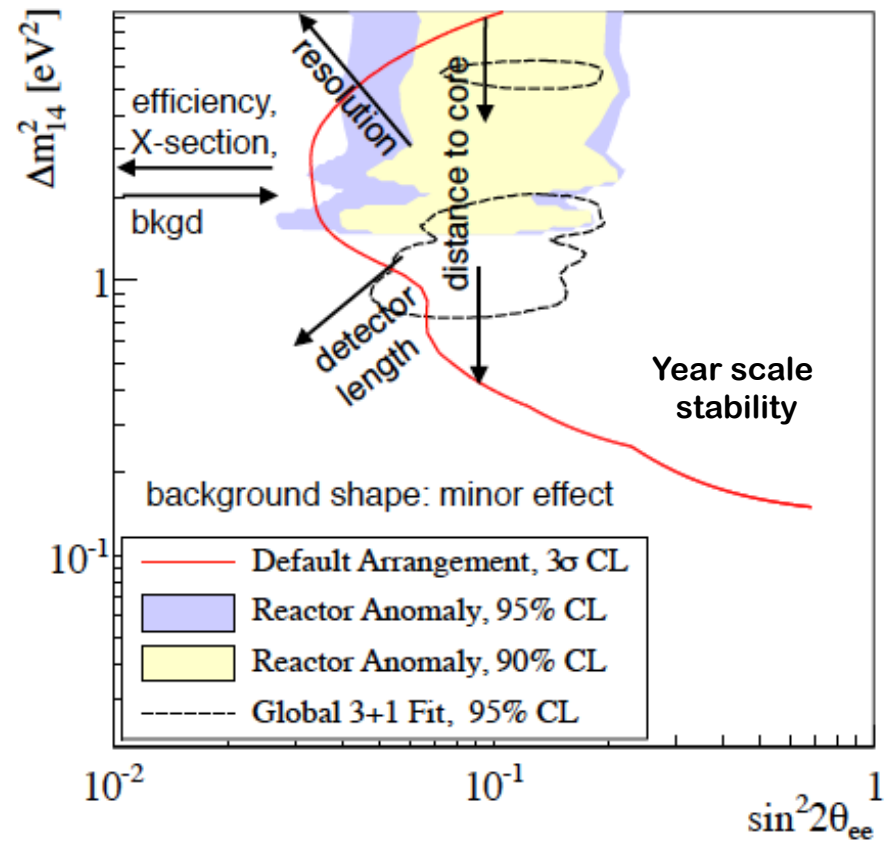 Δm²₁₄ [eV²]
efficiency,
X-section,
bkgd
resolution
distance to core
detector
length
Year scale
stability
background shape: minor effect
Default Arrangement, 3σ CL
Reactor Anomaly, 95% CL
Reactor Anomaly, 90% CL
Global 3+1 Fit, 95% CL
1
10⁻¹
10⁻²
10⁻¹
1
sin²2θₑₑ